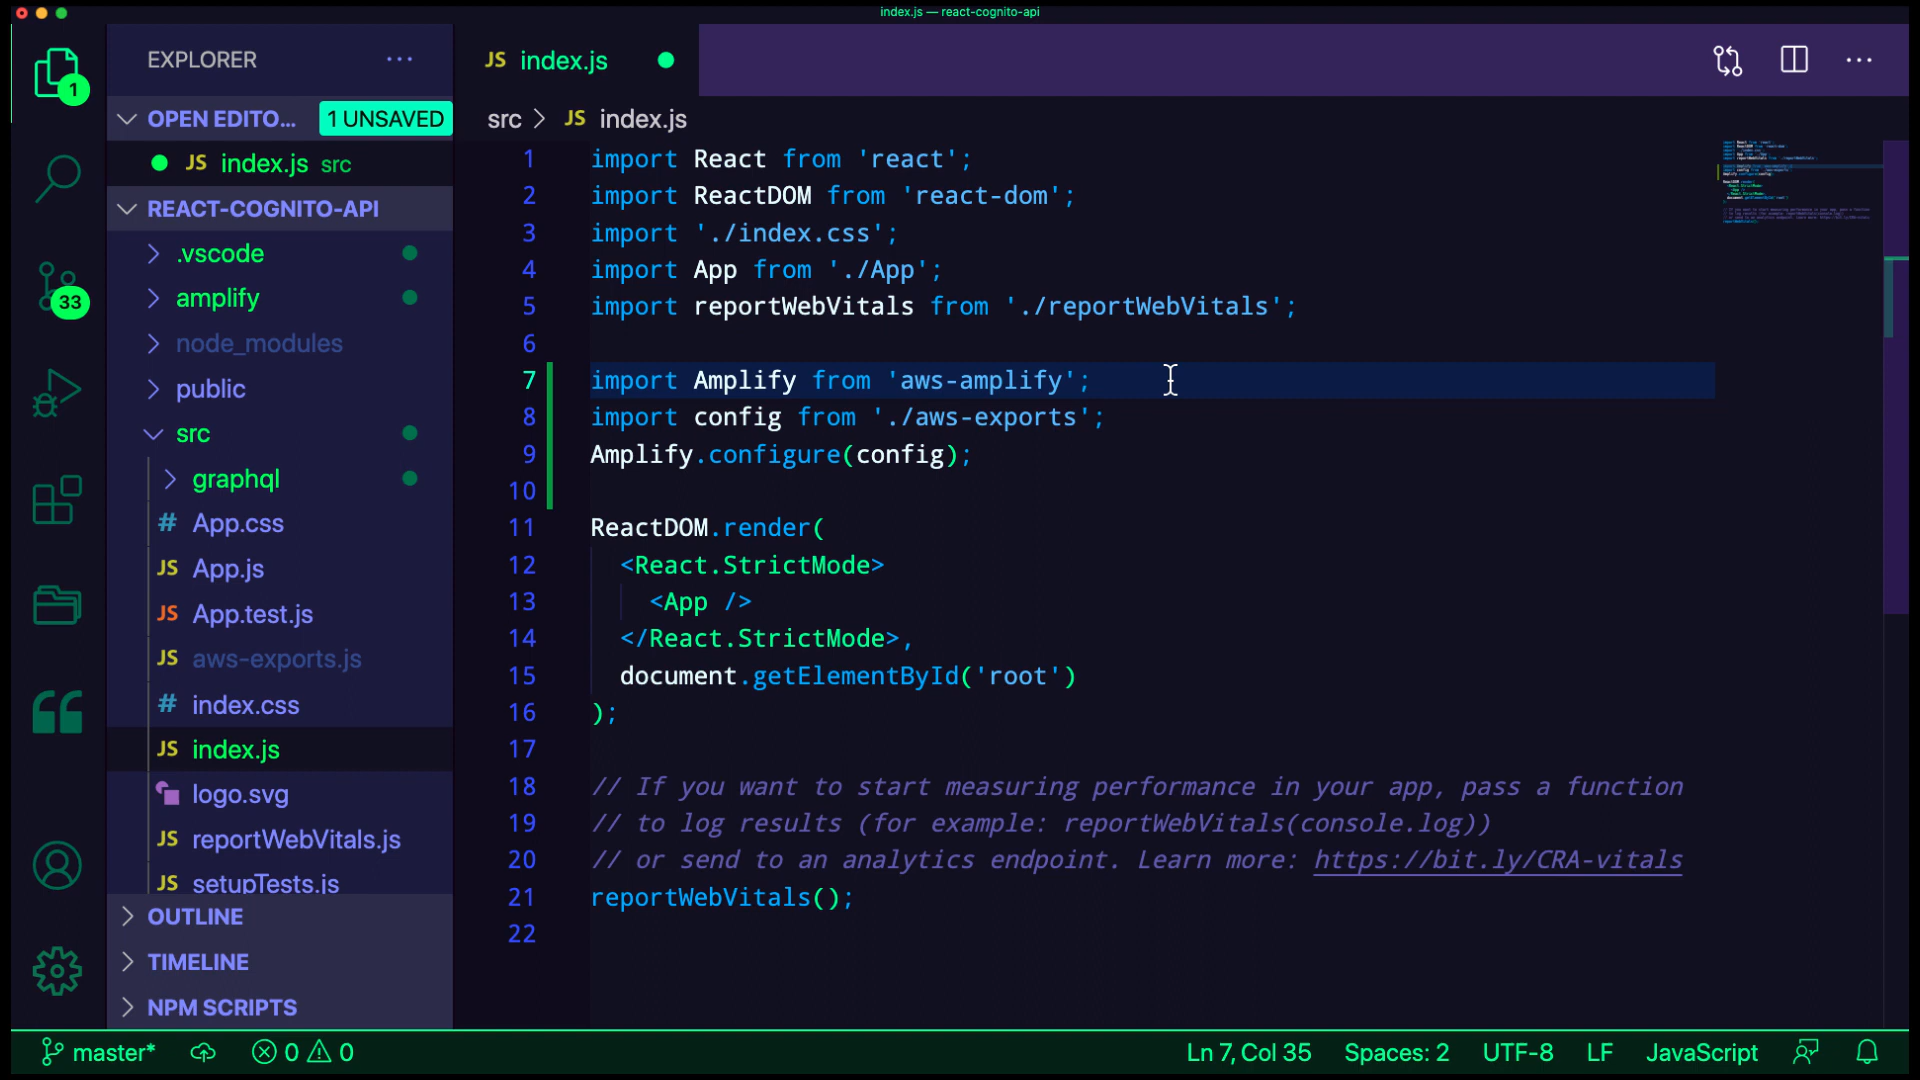 index.js — react-cognito-api
1
33
EXPLORER
OPEN EDITO... 1 UNSAVED
JS index.js src
REACT-COGNITO-API
.vscode
amplify
node_modules
public
src
graphql
# App.css
JS App.js
JS App.test.js
JS aws-exports.js
# index.css
JS index.js
logo.svg
JS reportWebVitals.js
JS setupTests.js
OUTLINE
TIMELINE
NPM SCRIPTS
JS index.js
src > JS index.js
1 import React from 'react';
2 import ReactDOM from 'react-dom';
3 import './index.css';
4 import App from './App';
5 import reportWebVitals from './reportWebVitals';
6
7 import Amplify from 'aws-amplify';
8 import config from './aws-exports';
9 Amplify.configure(config);
10
11 ReactDOM.render(
12 <React.StrictMode>
13 <App />
14 </React.StrictMode>,
15 document.getElementById('root')
16 );
17
18 // If you want to start measuring performance in your app, pass a function
19 // to log results (for example: reportWebVitals(console.log))
20 // or send to an analytics endpoint. Learn more: https://bit.ly/CRA-vitals
21 reportWebVitals();
22
master* 0 0 Ln 7, Col 35 Spaces: 2 UTF-8 LF JavaScript